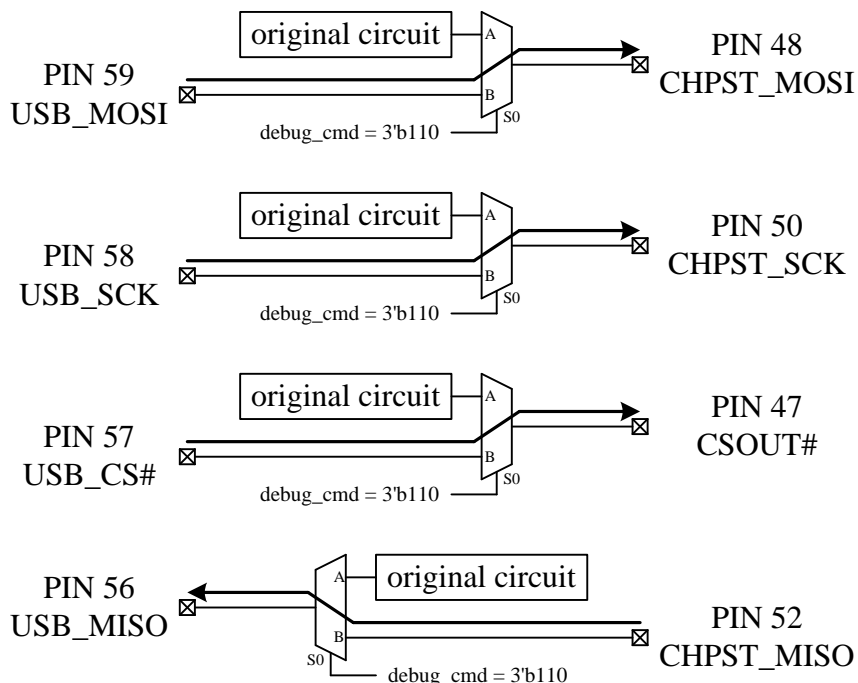 original circuit
A
PIN 48
CHPST_MOSI
PIN 59
USB_MOSI
B
S0
debug_cmd = 3'b110
original circuit
A
PIN 50
CHPST_SCK
PIN 58
USB_SCK
B
S0
debug_cmd = 3'b110
original circuit
A
PIN 47
CSOUT#
PIN 57
USB_CS#
B
S0
debug_cmd = 3'b110
PIN 56
USB_MISO
A
original circuit
B
PIN 52
CHPST_MISO
S0
debug_cmd = 3'b110